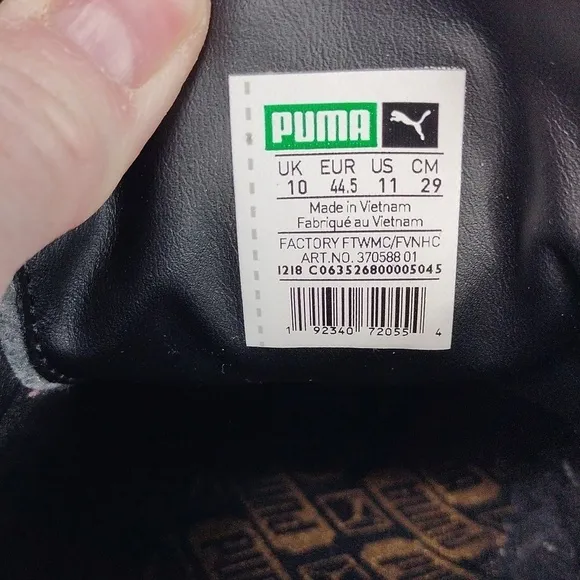 PUMA
UK EUR US CM
10 44.5 11 29
Made in Vietnam
Fabriqué au Vietnam
FACTORY FTWMC/FVNHC
ART.NO. 370588 01
1218 C063526800005045
1 92340 72055 4